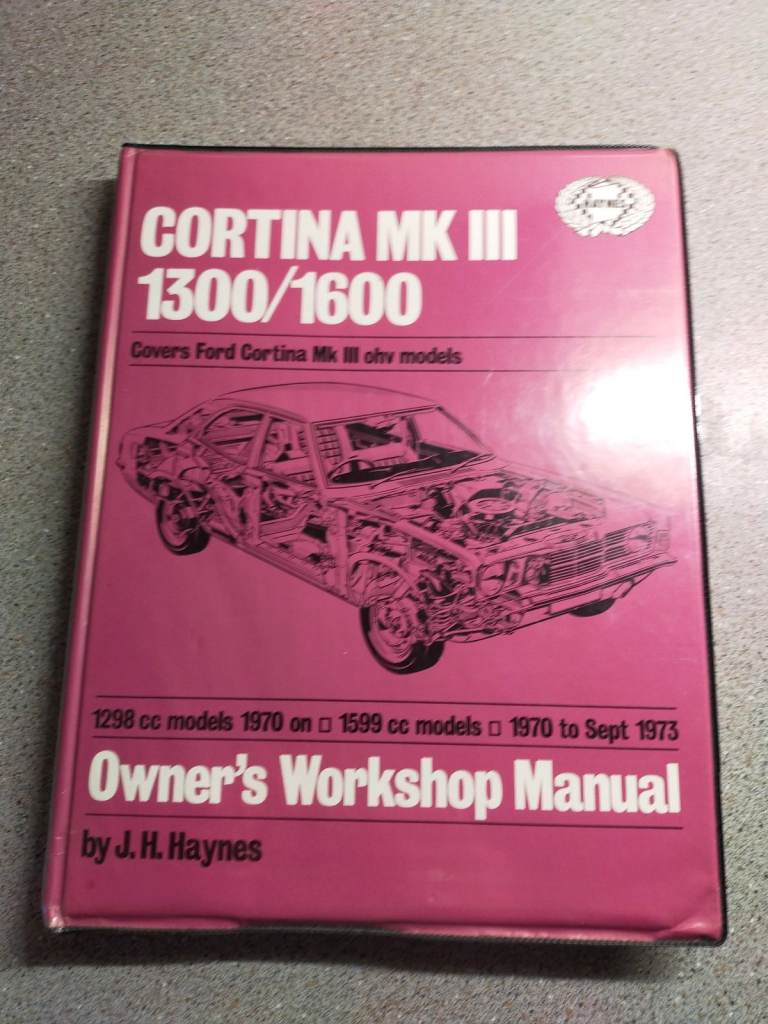 HAYNES
CORTINA MK III
1300/1600
Covers Ford Cortina Mk III ohv models
1298 cc models 1970 on □ 1599 cc models □ 1970 to Sept 1973
Owner's Workshop Manual
by J. H. Haynes